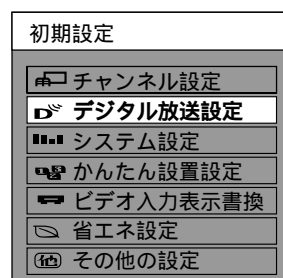 初期設定
チャンネル設定
デジタル放送設定
システム設定
かんたん設置設定
ビデオ入力表示書換
省エネ設定
その他の設定